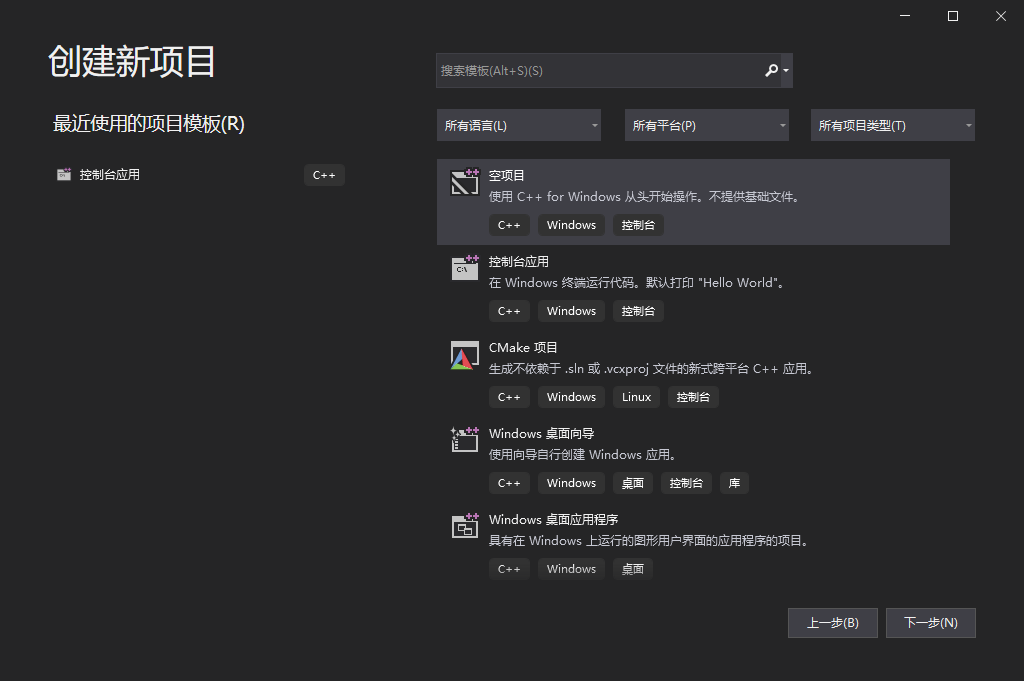 创建新项目
搜索模板(Alt+S)(S)
最近使用的项目模板(R)
所有语言(L)
所有平台(P)
所有项目类型(T)
控制台应用
C++
空项目
使用 C++ for Windows 从头开始操作。不提供基础文件。
C++ Windows 控制台
控制台应用
在 Windows 终端运行代码。默认打印 "Hello World"。
C++ Windows 控制台
CMake 项目
生成不依赖于 .sln 或 .vcxproj 文件的新式跨平台 C++ 应用。
C++ Windows Linux 控制台
Windows 桌面向导
使用向导自行创建 Windows 应用。
C++ Windows 桌面 控制台 库
Windows 桌面应用程序
具有在 Windows 上运行的图形用户界面的应用程序的项目。
C++ Windows 桌面
上一步(B)
下一步(N)